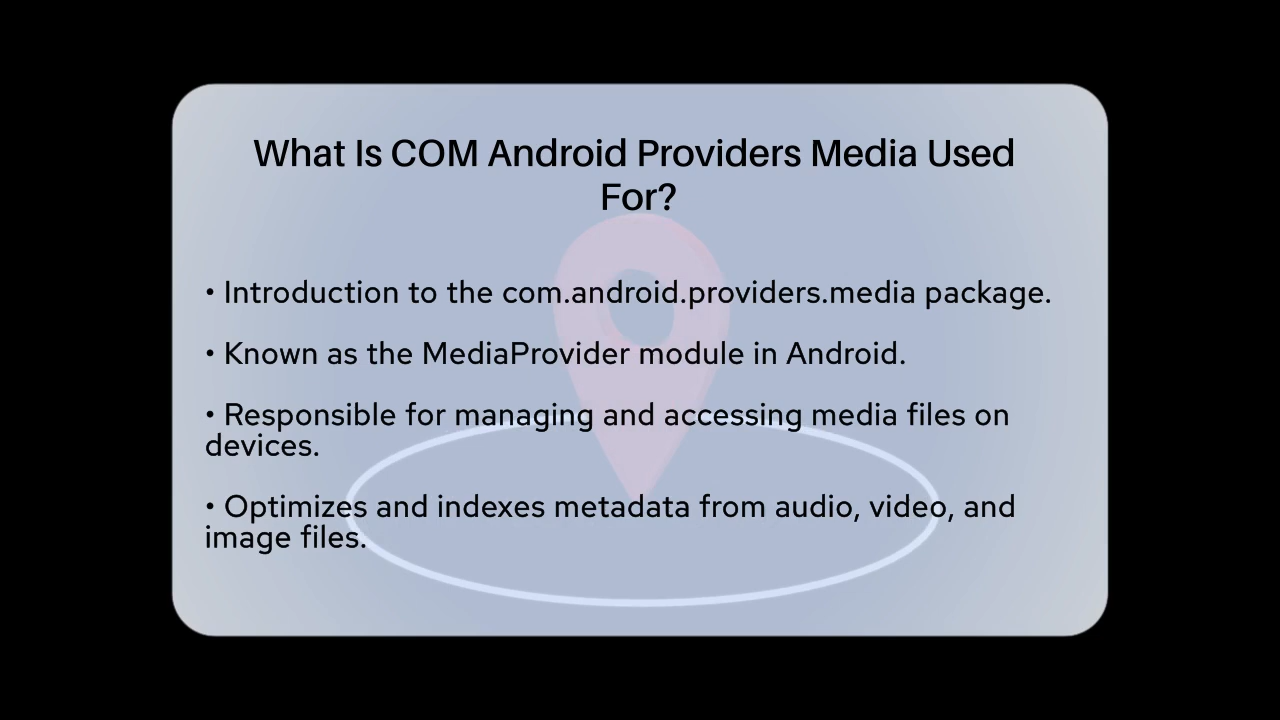 What Is COM Android Providers Media Used
For?
• Introduction to the com.android.providers.media package.
• Known as the MediaProvider module in Android.
• Responsible for managing and accessing media files on
devices.
• Optimizes and indexes metadata from audio, video, and
image files.